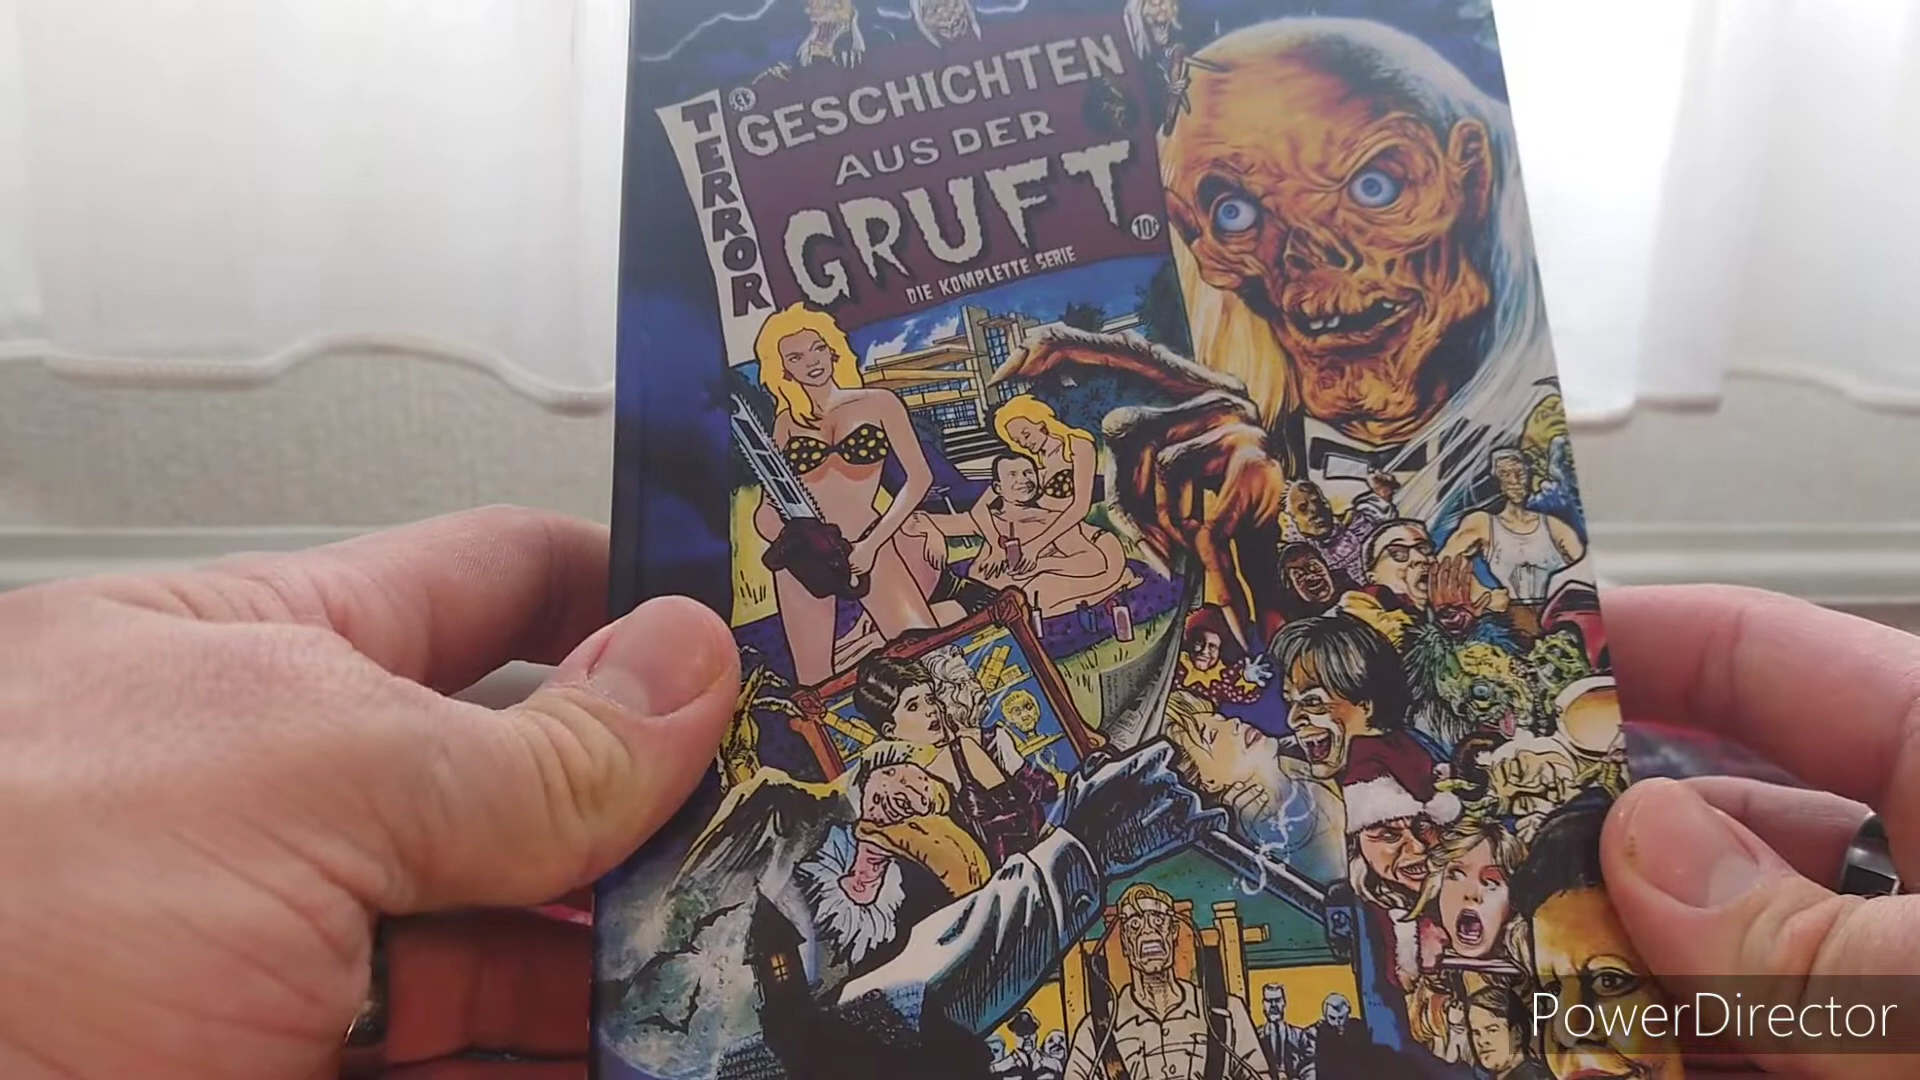 TERROR
GESCHICHTEN
AUS DER
GRUFT
10¢
DIE KOMPLETTE SERIE
PowerDirector